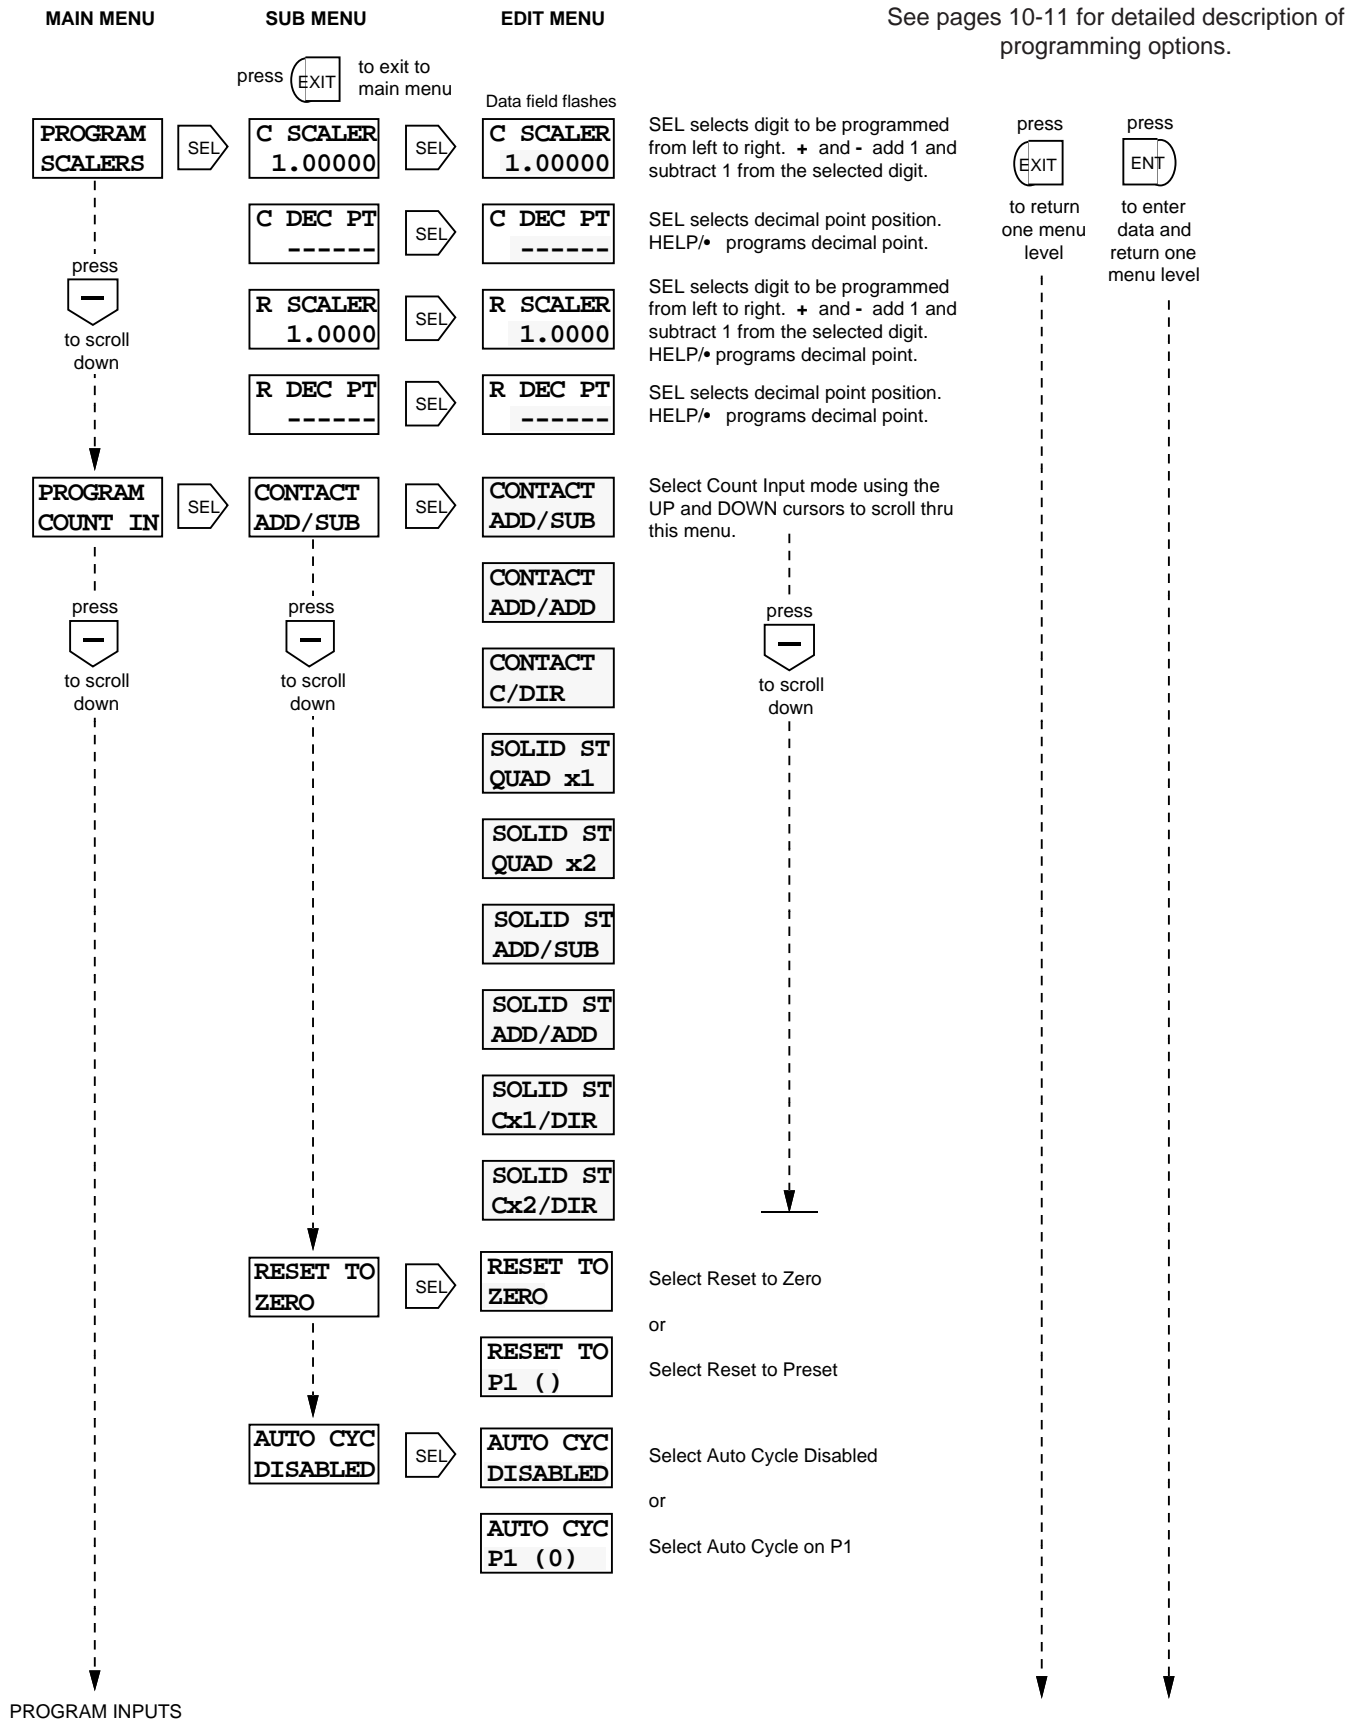 MAIN MENU
SUB MENU
EDIT MENU
See pages 10-11 for detailed description of
programming options.
press EXIT to exit to
main menu
Data field flashes
PROGRAM
SCALERS
SEL
C SCALER
1.00000
SEL
C SCALER
1.00000
SEL selects digit to be programmed
from left to right. + and - add 1 and
subtract 1 from the selected digit.
press
EXIT
to return
one menu
level
press
ENT
to enter
data and
return one
menu level
C DEC PT
------
SEL
C DEC PT
------
SEL selects decimal point position.
HELP/• programs decimal point.
press
−
to scroll
down
R SCALER
1.0000
SEL
R SCALER
1.0000
SEL selects digit to be programmed
from left to right. + and - add 1 and
subtract 1 from the selected digit.
HELP/• programs decimal point.
R DEC PT
------
SEL
R DEC PT
------
SEL selects decimal point position.
HELP/• programs decimal point.
PROGRAM
COUNT IN
SEL
CONTACT
ADD/SUB
SEL
CONTACT
ADD/SUB
Select Count Input mode using the
UP and DOWN cursors to scroll thru
this menu.
press
−
to scroll
down
press
−
to scroll
down
CONTACT
ADD/ADD
press
−
to scroll
down
CONTACT
C/DIR
SOLID ST
QUAD x1
SOLID ST
QUAD x2
SOLID ST
ADD/SUB
SOLID ST
ADD/ADD
SOLID ST
Cx1/DIR
SOLID ST
Cx2/DIR
RESET TO
ZERO
SEL
RESET TO
ZERO
Select Reset to Zero
or
RESET TO
P1 ()
Select Reset to Preset
AUTO CYC
DISABLED
SEL
AUTO CYC
DISABLED
Select Auto Cycle Disabled
or
AUTO CYC
P1 (0)
Select Auto Cycle on P1
PROGRAM INPUTS